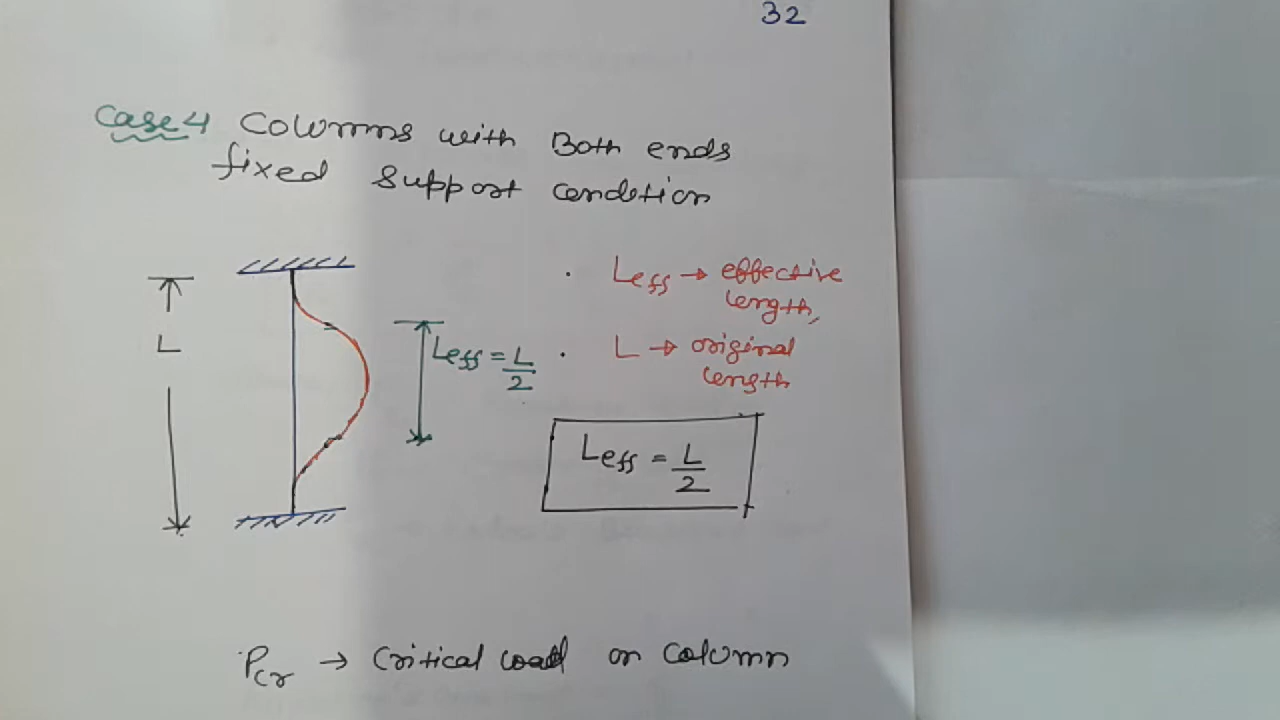 32
Case 4 Columns with Both ends
fixed Support condition
L
Leff = L/2
. Leff → effective
length,
. L → original
length
Leff = L/2
Pcr → Critical load on Column